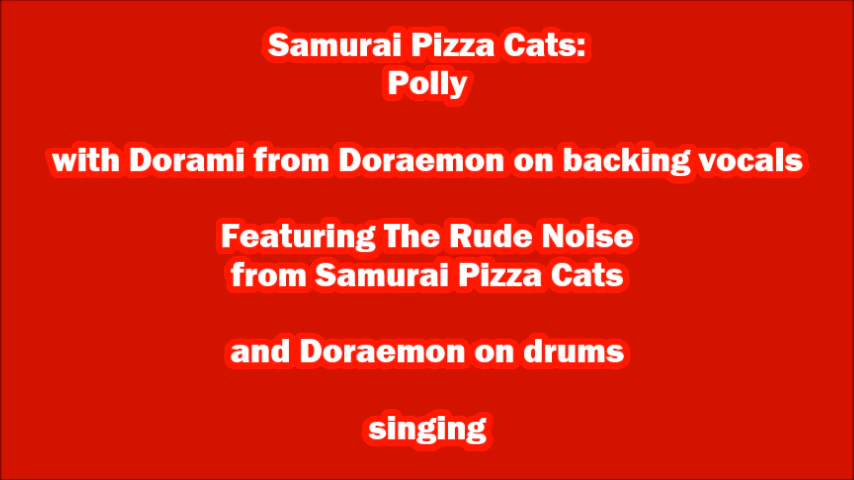 Samurai Pizza Cats:
Polly
with Dorami from Doraemon on backing vocals
Featuring The Rude Noise
from Samurai Pizza Cats
and Doraemon on drums
singing